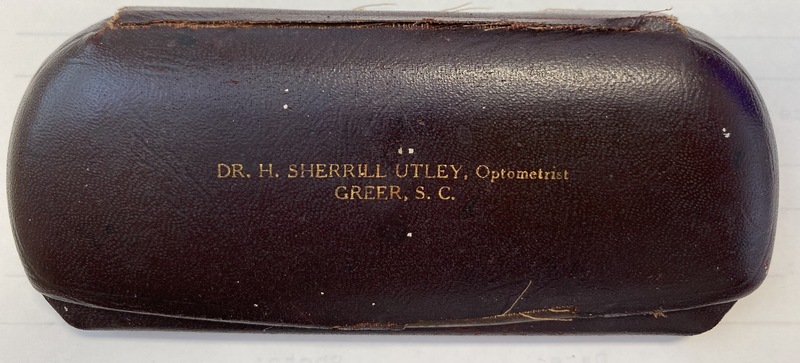 DR. H. SHERRILL UTLEY, Optometrist
GREER, S. C.